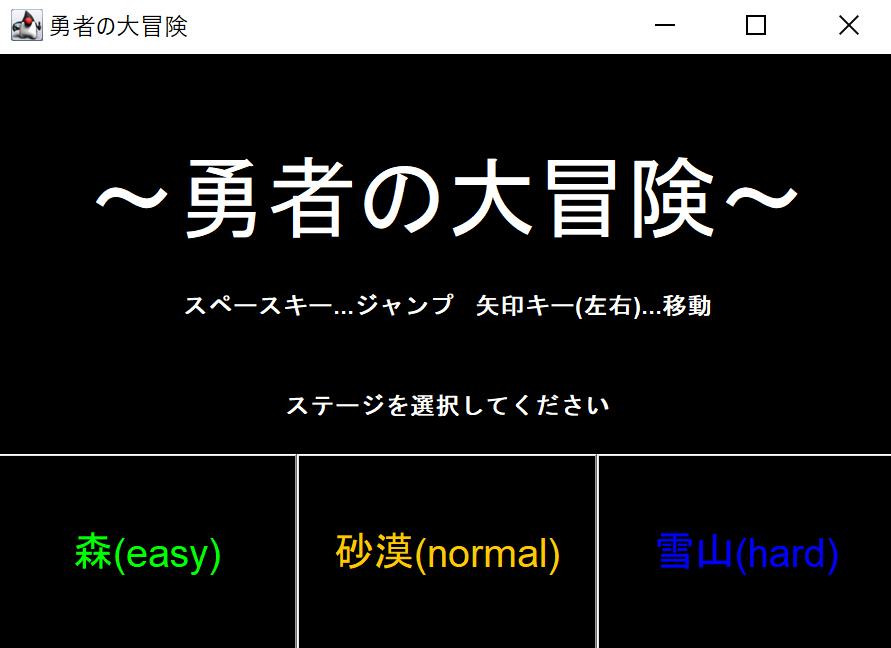 勇者の大冒険
～勇者の大冒険～
スペースキー...ジャンプ　矢印キー(左右)...移動
ステージを選択してください
森(easy)
砂漠(normal)
雪山(hard)